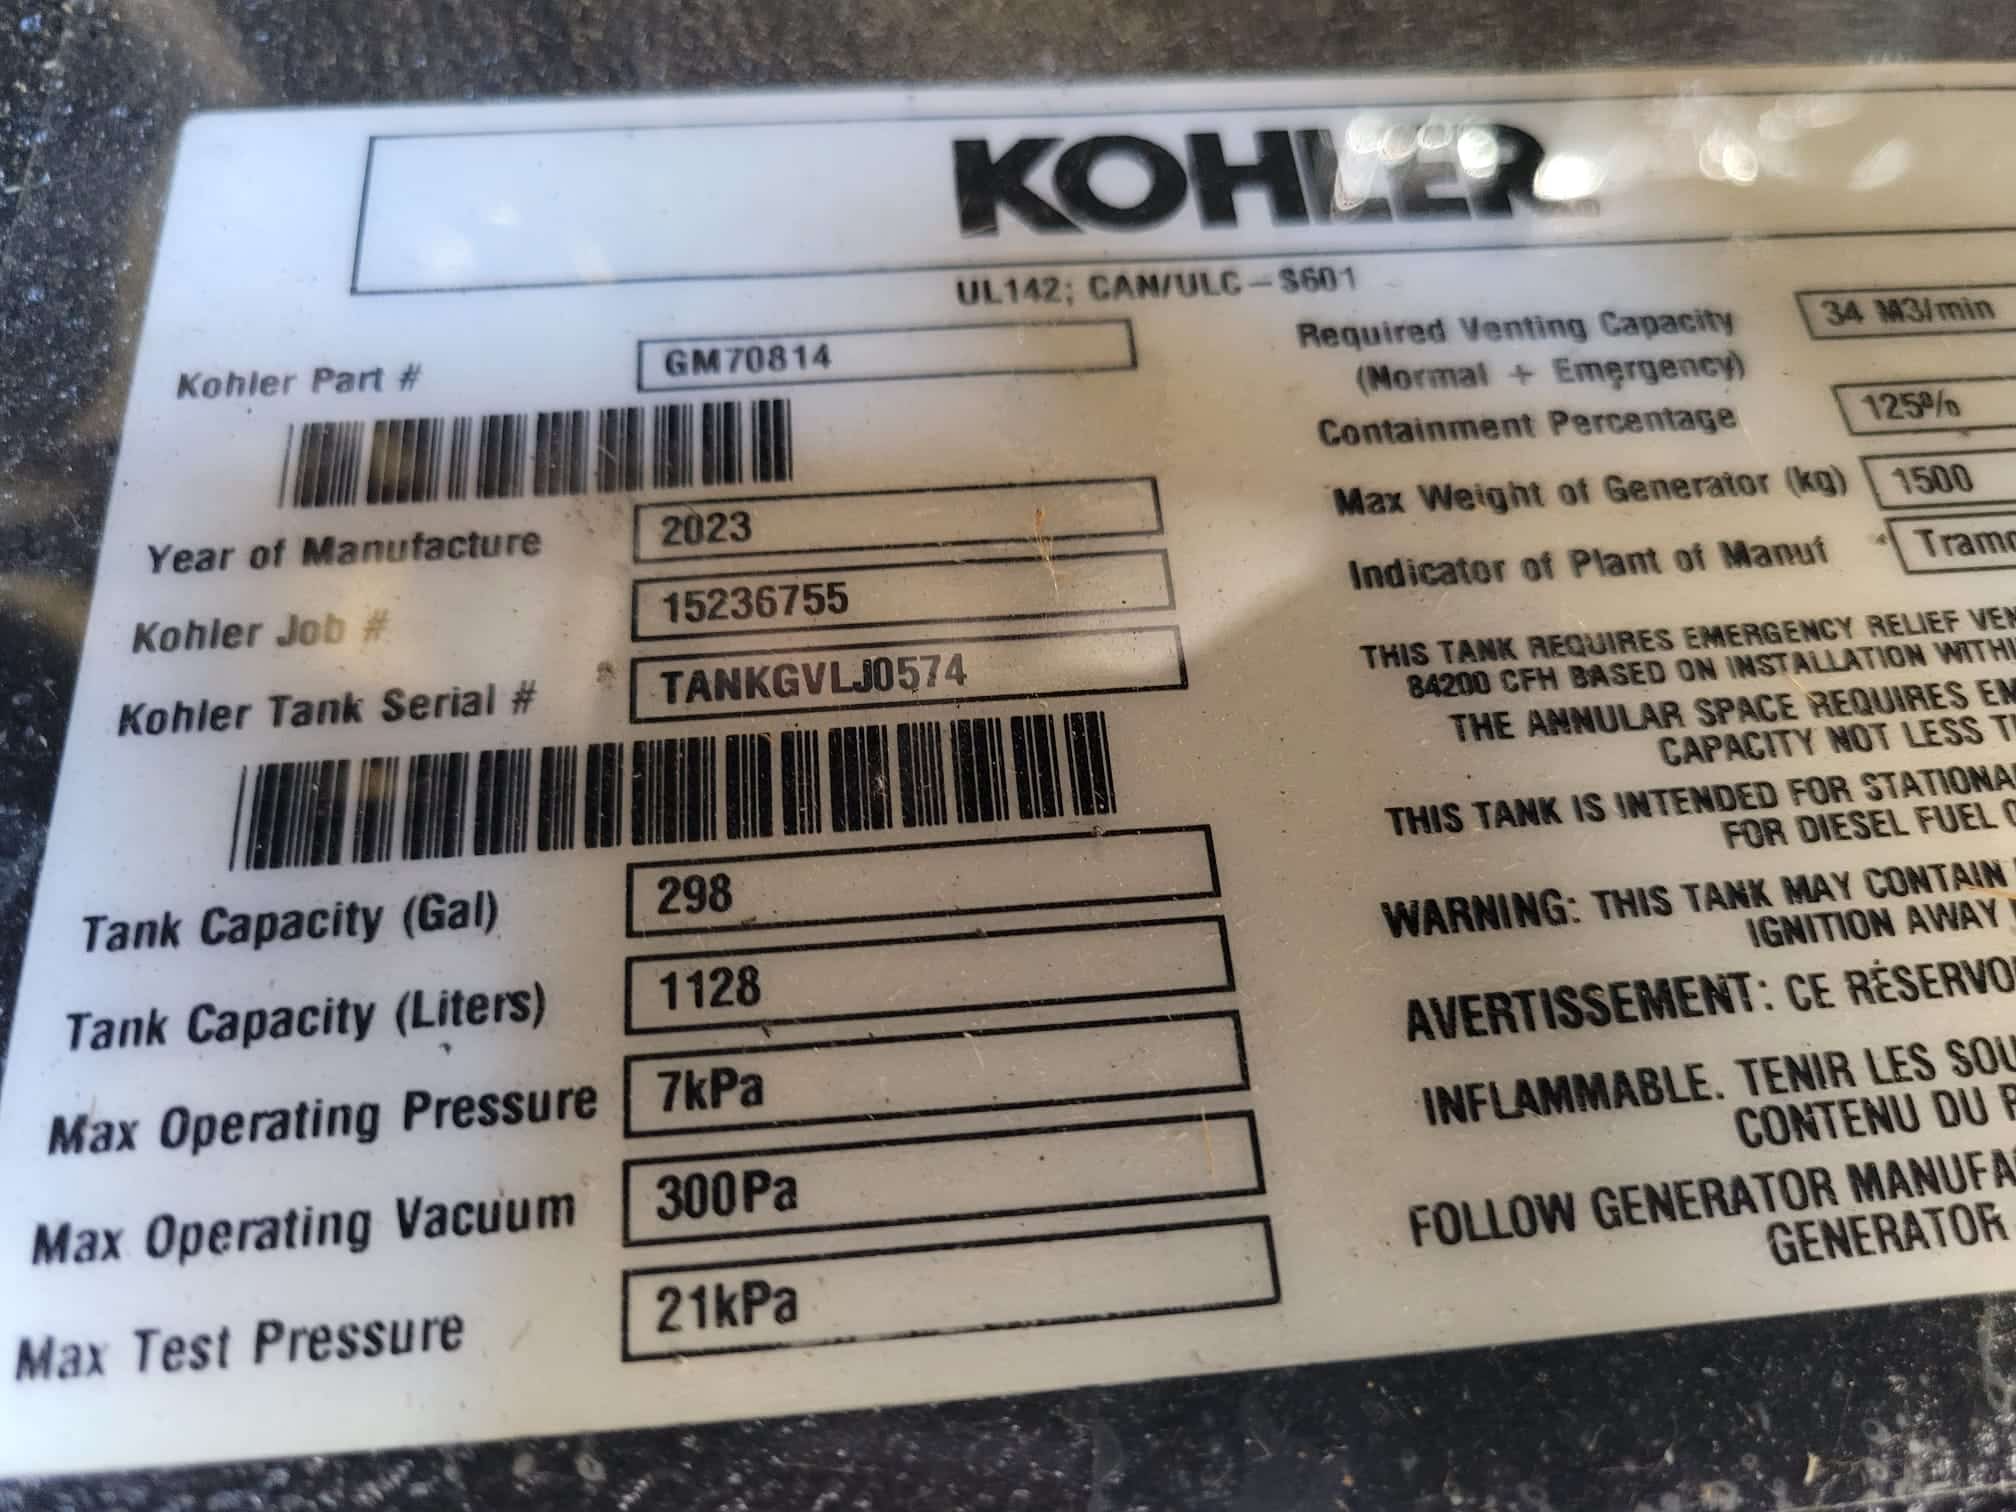 KOHLER
UL142; CAN/ULC-S601
Kohler Part # GM70814
Year of Manufacture 2023
Kohler Job # 15236755
Kohler Tank Serial # TANKGVLJ0574
Tank Capacity (Gal) 298
Tank Capacity (Liters) 1128
Max Operating Pressure 7kPa
Max Operating Vacuum 300Pa
Max Test Pressure 21kPa
Required Venting Capacity 34 M3/min
(Normal + Emergency)
Containment Percentage 125%
Max Weight of Generator (kg) 1500
Indicator of Plant of Manuf
THIS TANK REQUIRES EMERGENCY RELIEF
84200 CFH BASED ON INSTALLATION
THE ANNULAR SPACE REQUIRES
CAPACITY NOT LESS
THIS TANK IS INTENDED FOR
FOR DIESEL FUEL
WARNING: THIS TANK MAY CONTAIN
IGNITION AWAY
AVERTISSEMENT: CE
INFLAMMABLE. TENIR LES
CONTENU DU
FOLLOW GENERATOR
GENERATOR